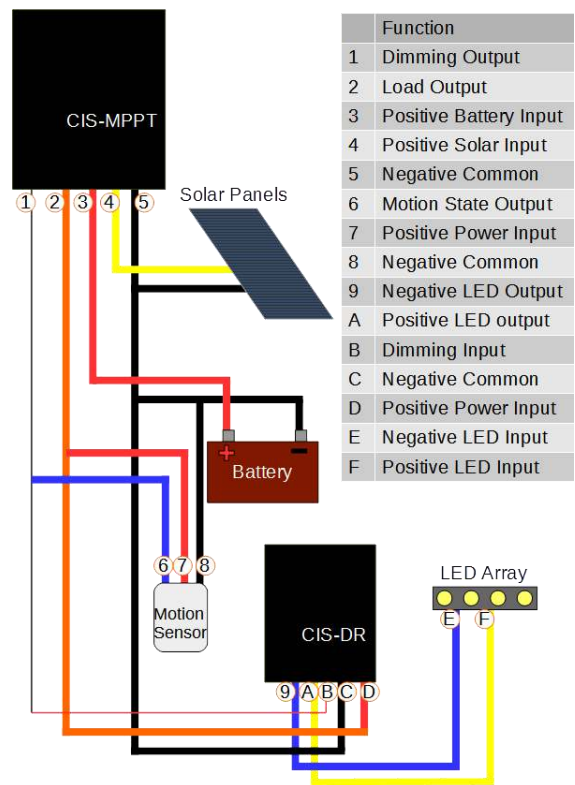 CIS-MPPT
1 2 3 4 5
Solar Panels
Function
1 Dimming Output
2 Load Output
3 Positive Battery Input
4 Positive Solar Input
5 Negative Common
6 Motion State Output
7 Positive Power Input
8 Negative Common
9 Negative LED Output
A Positive LED output
B Dimming Input
C Negative Common
D Positive Power Input
E Negative LED Input
F Positive LED Input
+ -
Battery
6 7 8
Motion
Sensor
CIS-DR
9 A B C D
LED Array
E F